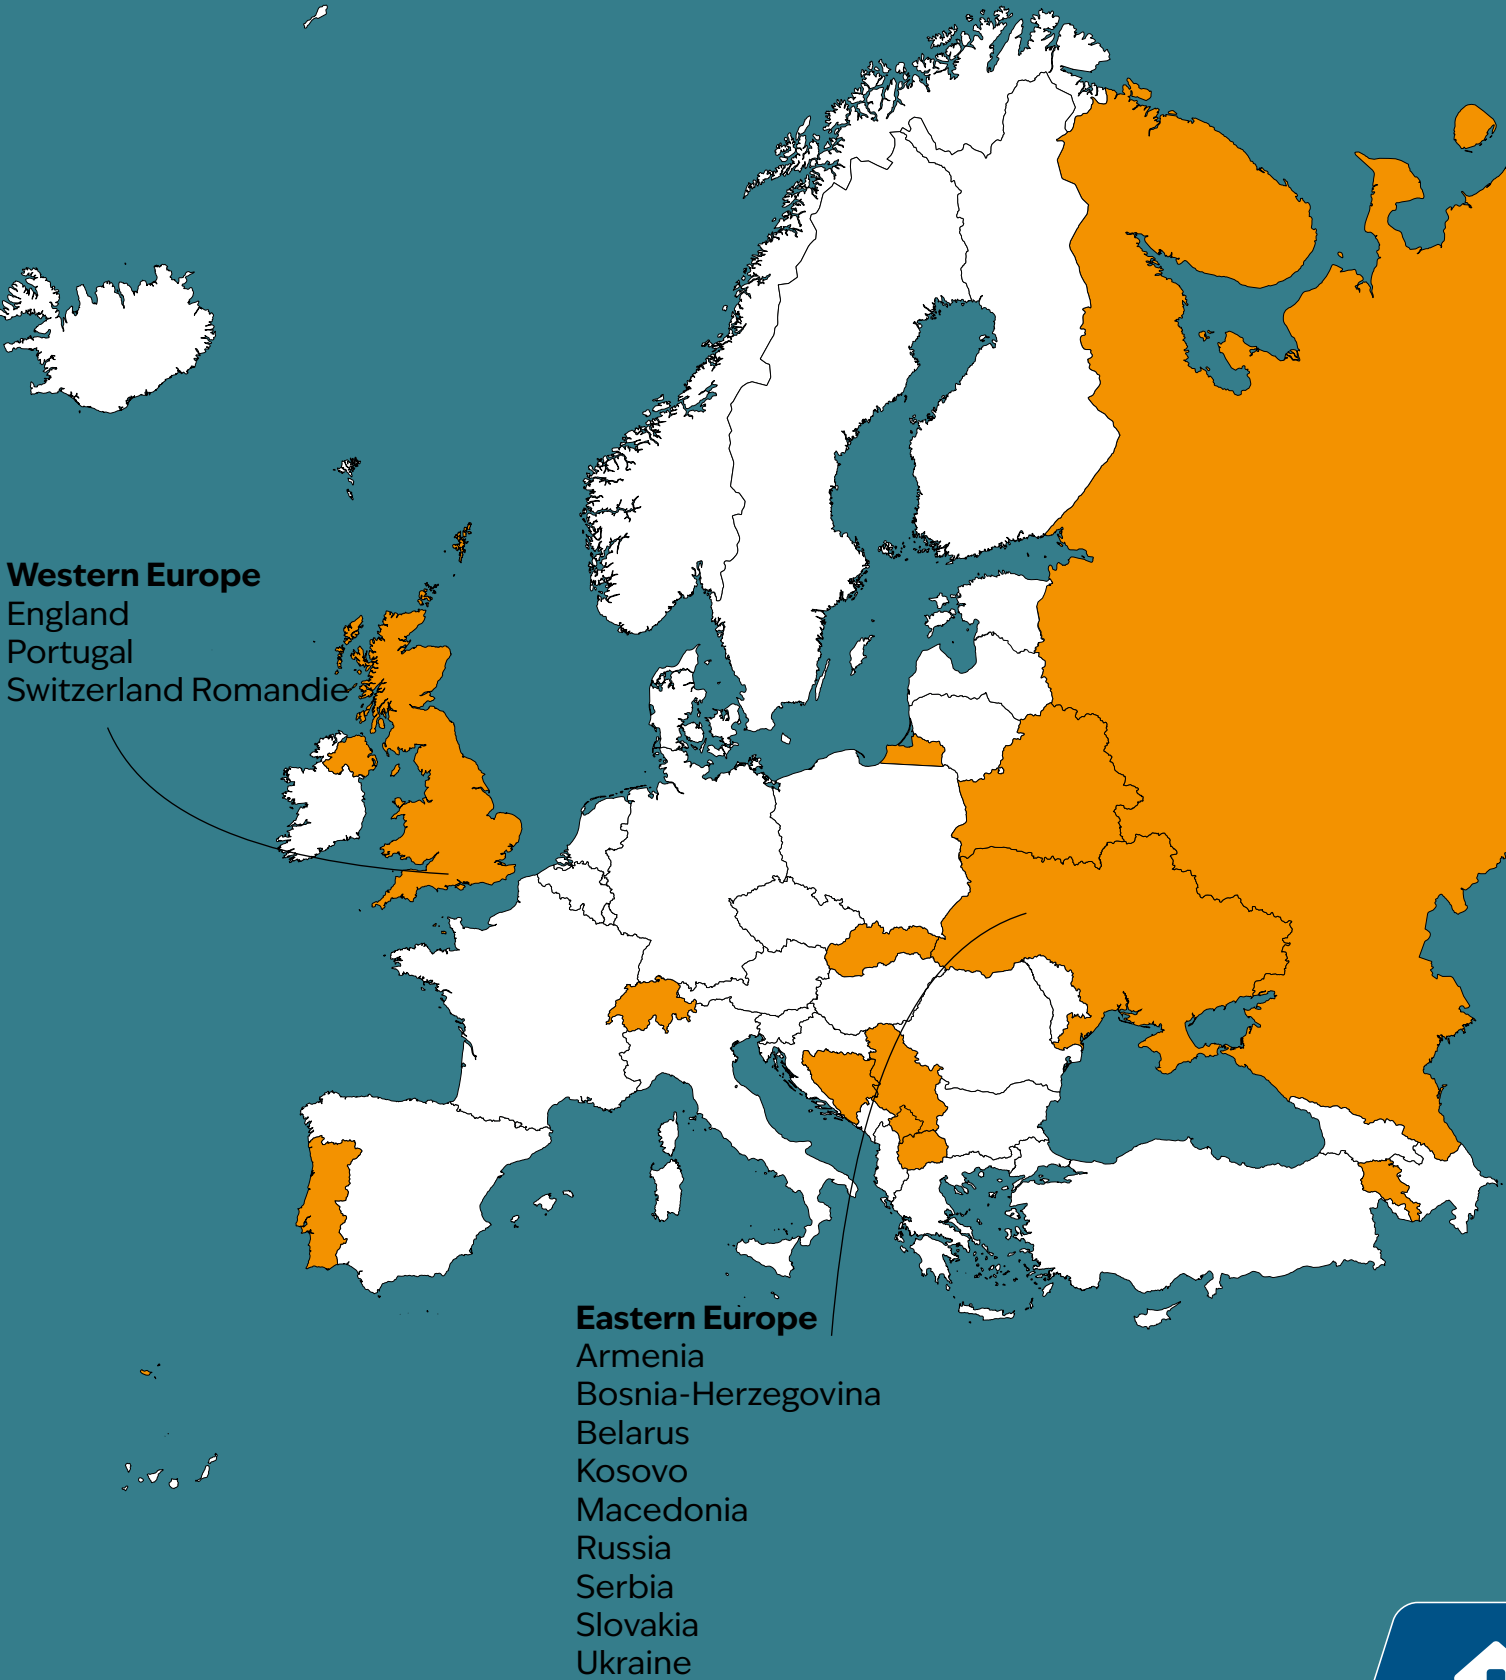 Western Europe
England
Portugal
Switzerland Romandie
Eastern Europe
Armenia
Bosnia-Herzegovina
Belarus
Kosovo
Macedonia
Russia
Serbia
Slovakia
Ukraine